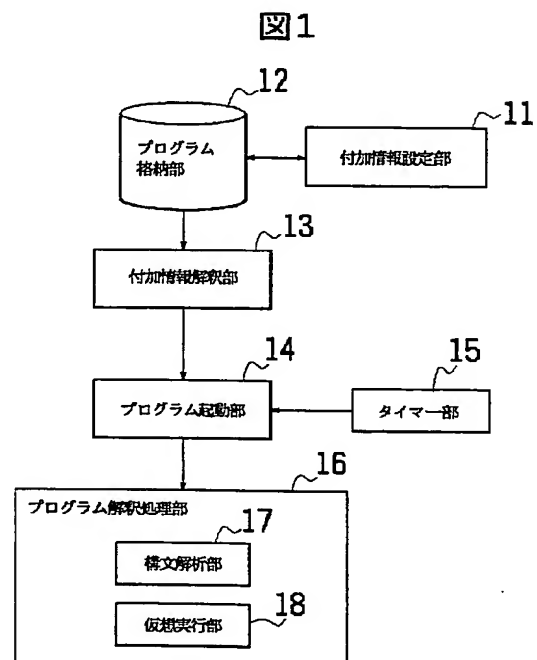 図1
12
プログラム
格納部
11
付加情報設定部
13
付加情報解釈部
14
プログラム起動部
15
タイマー部
16
プログラム解釈処理部
17
構文解析部
18
仮想実行部